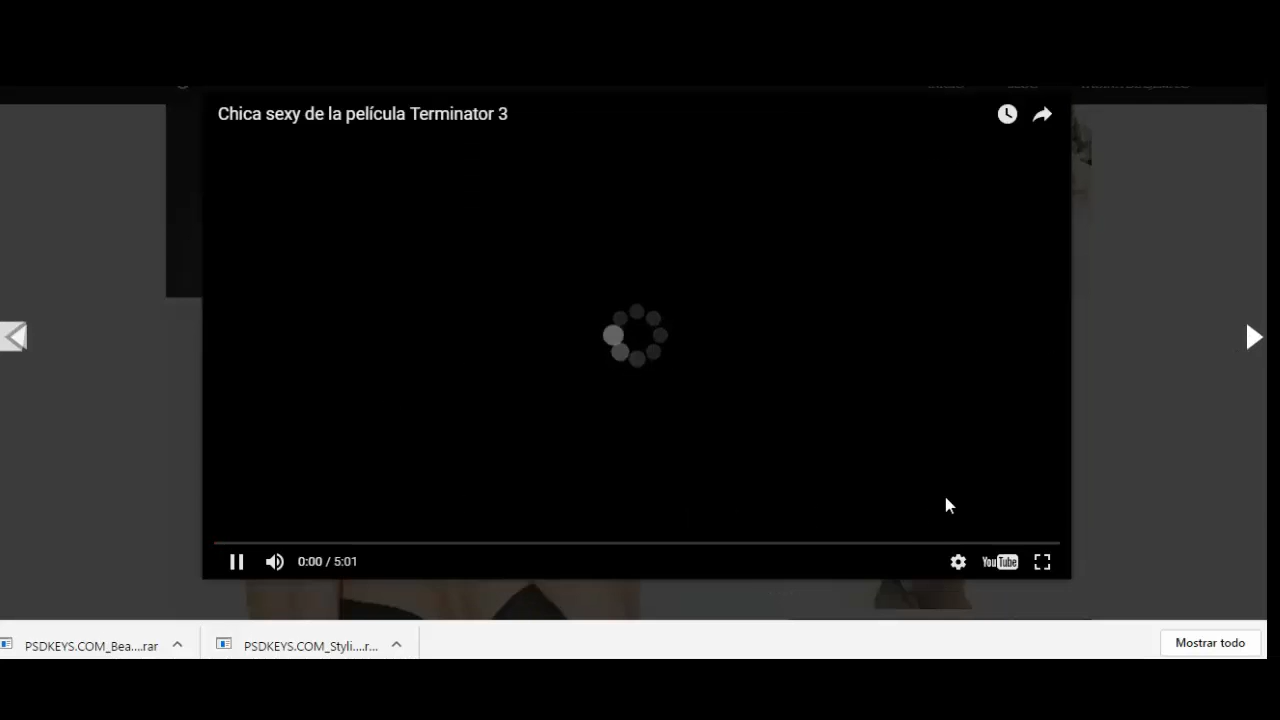 Chica sexy de la película Terminator 3
0:00 / 5:01
YouTube
PSDKEYS.COM_Bea....rar
PSDKEYS.COM_Styli....r...
Mostrar todo